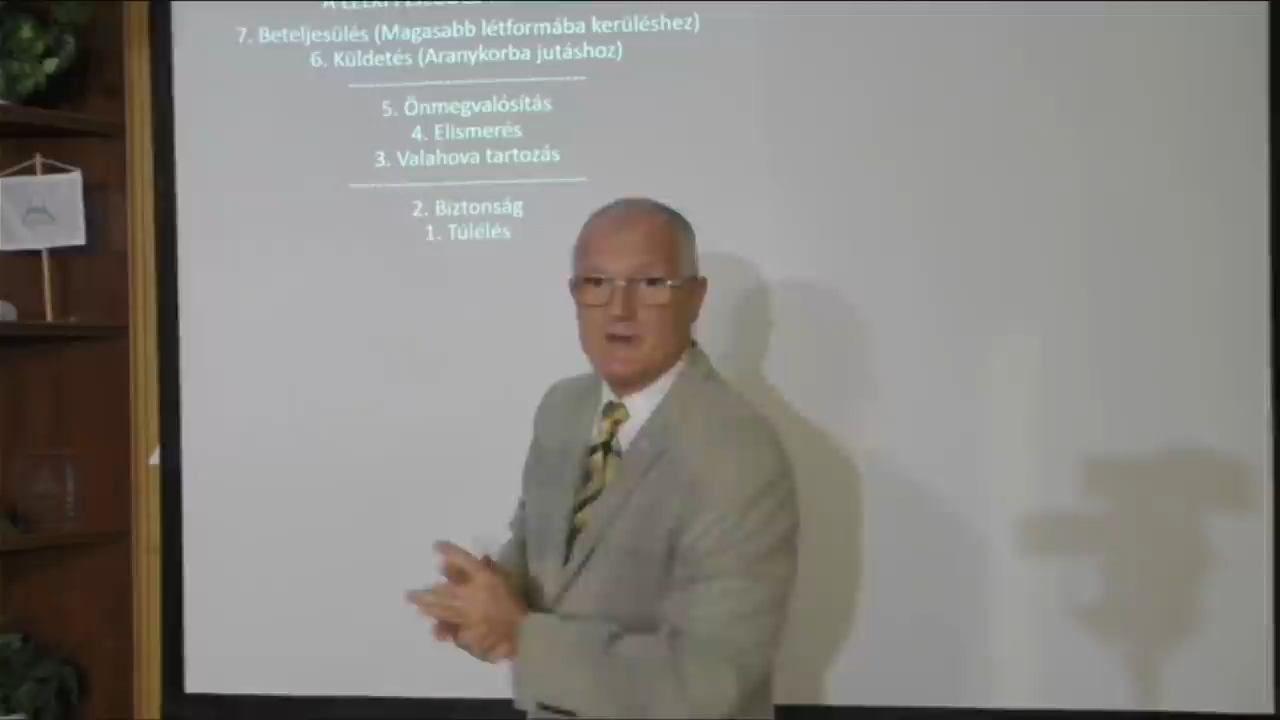 7. Beteljesülés (Magasabb létformába kerüléshez)
6. Küldetés (Aranykorba jutáshoz)
5. Önmegvalósítás
4. Elismerés
3. Valahova tartozás
2. Biztonság
1. Túlélés